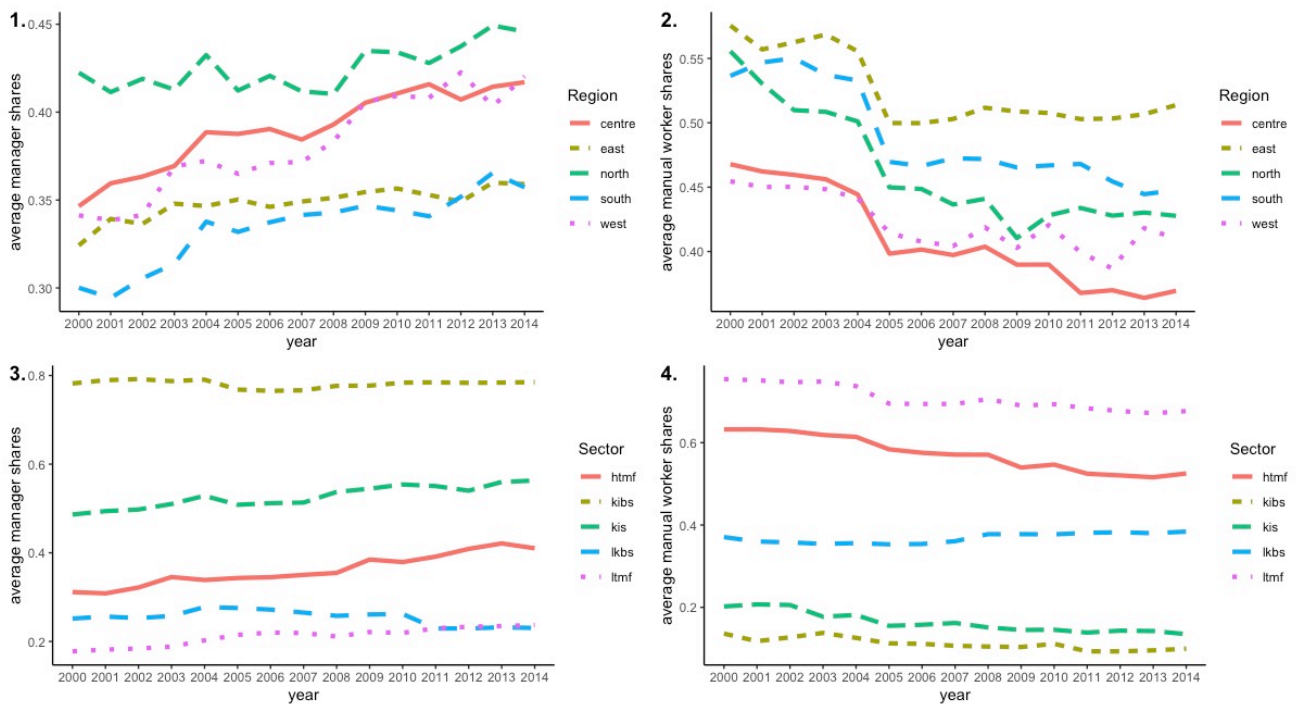 1.
average manager shares
0.45
0.40
0.35
0.30
2000 2001 2002 2003 2004 2005 2006 2007 2008 2009 2010 2011 2012 2013 2014
year
Region
centre
east
north
south
west
2.
average manual worker shares
0.55
0.50
0.45
0.40
2000 2001 2002 2003 2004 2005 2006 2007 2008 2009 2010 2011 2012 2013 2014
year
Region
centre
east
north
south
west
3.
average manager shares
0.8
0.6
0.4
0.2
2000 2001 2002 2003 2004 2005 2006 2007 2008 2009 2010 2011 2012 2013 2014
year
Sector
htmf
kibs
kis
lkbs
ltmf
4.
average manual worker shares
0.6
0.4
0.2
2000 2001 2002 2003 2004 2005 2006 2007 2008 2009 2010 2011 2012 2013 2014
year
Sector
htmf
kibs
kis
lkbs
ltmf